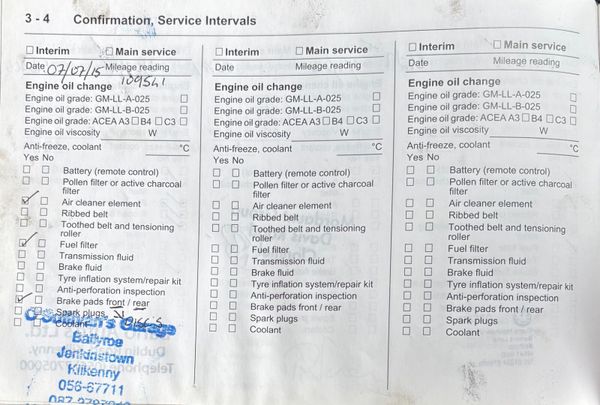 3 - 4 Confirmation, Service Intervals
☐ Interim ☐ Main service
Date 07/07/15 Mileage reading
109541
Engine oil change
Engine oil grade: GM-LL-A-025 ☐
Engine oil grade: GM-LL-B-025 ☐
Engine oil grade: ACEA A3 ☐ B4 ☐ C3 ☐
Engine oil viscosity W
Anti-freeze, coolant °C
Yes No
☐ ☐ Battery (remote control)
☐ ☐ Pollen filter or active charcoal
filter
☑ ☐ Air cleaner element
☐ ☐ Ribbed belt
☐ ☐ Toothed belt and tensioning
roller
☑ ☐ Fuel filter
☐ ☐ Transmission fluid
☐ ☐ Brake fluid
☐ ☐ Tyre inflation system/repair kit
☐ ☐ Anti-perforation inspection
☑ ☐ Brake pads front / rear
☐ ☐ Spark plugs
☐ ☐ Coolant
O'Sullivan's Garage
Ballyroe
Jenkinstown
Kilkenny
056-67711
☐ Interim ☐ Main service
Date Mileage reading
Engine oil change
Engine oil grade: GM-LL-A-025 ☐
Engine oil grade: GM-LL-B-025 ☐
Engine oil grade: ACEA A3 ☐ B4 ☐ C3 ☐
Engine oil viscosity W
Anti-freeze, coolant °C
Yes No
☐ ☐ Battery (remote control)
☐ ☐ Pollen filter or active charcoal
filter
☐ ☐ Air cleaner element
☐ ☐ Ribbed belt
☐ ☐ Toothed belt and tensioning
roller
☐ ☐ Fuel filter
☐ ☐ Transmission fluid
☐ ☐ Brake fluid
☐ ☐ Tyre inflation system/repair kit
☐ ☐ Anti-perforation inspection
☐ ☐ Brake pads front / rear
☐ ☐ Spark plugs
☐ ☐ Coolant
☐ Interim ☐ Main service
Date Mileage reading
Engine oil change
Engine oil grade: GM-LL-A-025 ☐
Engine oil grade: GM-LL-B-025 ☐
Engine oil grade: ACEA A3 ☐ B4 ☐ C3 ☐
Engine oil viscosity W
Anti-freeze, coolant °C
Yes No
☐ ☐ Battery (remote control)
☐ ☐ Pollen filter or active charcoal
filter
☐ ☐ Air cleaner element
☐ ☐ Ribbed belt
☐ ☐ Toothed belt and tensioning
roller
☐ ☐ Fuel filter
☐ ☐ Transmission fluid
☐ ☐ Brake fluid
☐ ☐ Tyre inflation system/repair kit
☐ ☐ Anti-perforation inspection
☐ ☐ Brake pads front / rear
☐ ☐ Spark plugs
☐ ☐ Coolant